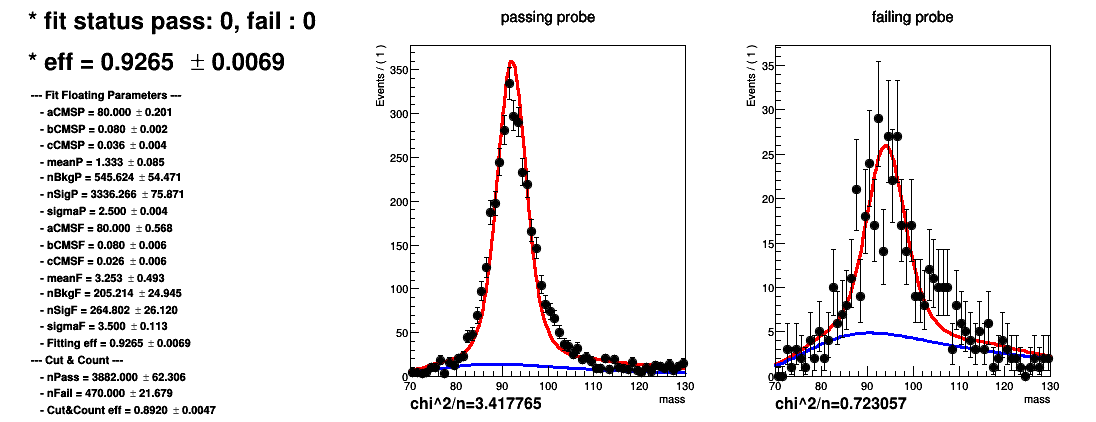 * fit status pass: 0, fail : 0
* eff = 0.9265 ± 0.0069
--- Fit Floating Parameters ---
- aCMSP = 80.000 ± 0.201
- bCMSP = 0.080 ± 0.002
- cCMSP = 0.036 ± 0.004
- meanP = 1.333 ± 0.085
- nBkgP = 545.624 ± 54.471
- nSigP = 3336.266 ± 75.871
- sigmaP = 2.500 ± 0.004
- aCMSF = 80.000 ± 0.568
- bCMSF = 0.080 ± 0.006
- cCMSF = 0.026 ± 0.006
- meanF = 3.253 ± 0.493
- nBkgF = 205.214 ± 24.945
- nSigF = 264.802 ± 26.120
- sigmaF = 3.500 ± 0.113
- Fitting eff = 0.9265 ± 0.0069
--- Cut & Count ---
- nPass = 3882.000 ± 62.306
- nFail = 470.000 ± 21.679
- Cut&Count eff = 0.8920 ± 0.0047
passing probe
Events / ( 1 )
350
300
250
200
150
100
50
0
70 80 90 100 110 120 130
mass
chi^2/n=3.417765
failing probe
Events / ( 1 )
35
30
25
20
15
10
5
0
70 80 90 100 110 120 130
mass
chi^2/n=0.723057